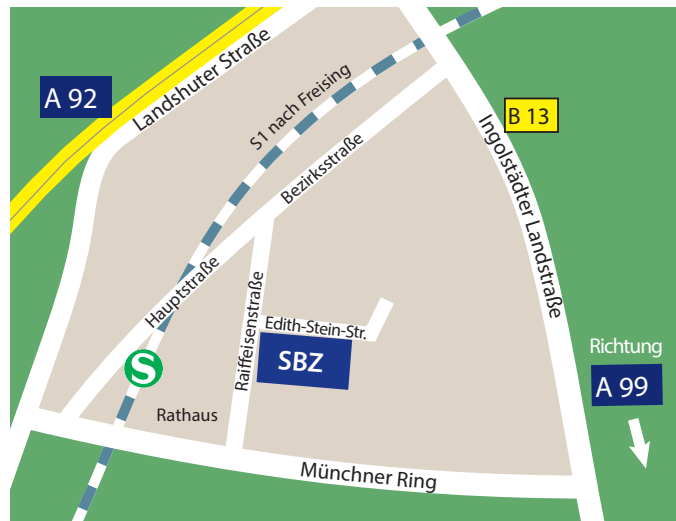 Landshuter Straße
A 92
S1 nach Freising
B 13
Bezirksstraße
Ingolstädter Landstraße
Hauptstraße
Raiffeisenstraße
Edith-Stein-Str.
SBZ
S
Richtung
A 99
Rathaus
Münchner Ring